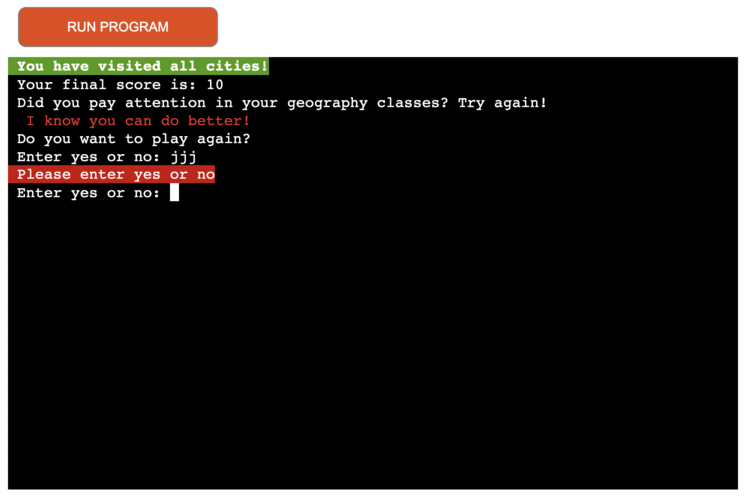 RUN PROGRAM
You have visited all cities!
Your final score is: 10
Did you pay attention in your geography classes? Try again!
I know you can do better!
Do you want to play again?
Enter yes or no: jjj
Please enter yes or no
Enter yes or no: